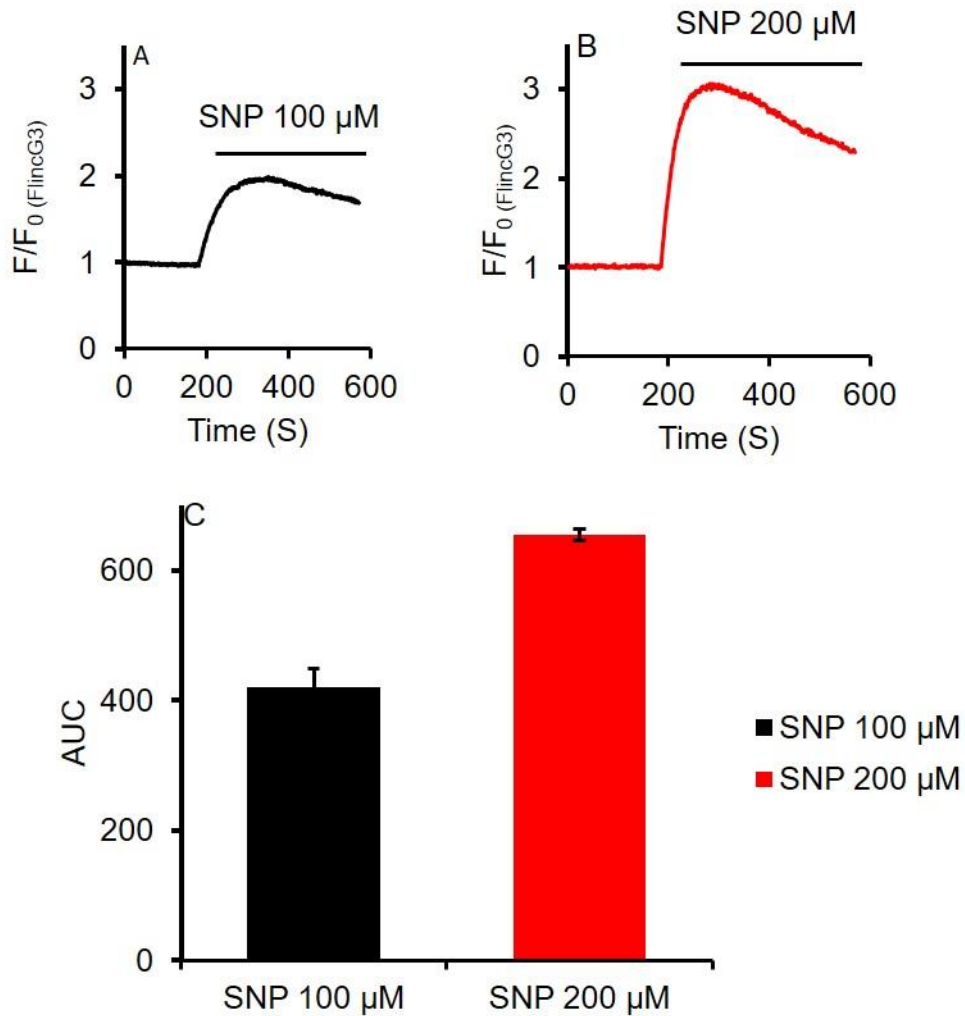 A
SNP 100 µM
3
2
1
0
F/F0 (FlincG3)
0 200 400 600
Time (S)
B
SNP 200 µM
3
2
1
0
F/F0 (FlincG3)
0 200 400 600
Time (S)
C
600
400
200
0
AUC
SNP 100 µM SNP 200 µM
SNP 100 µM
SNP 200 µM